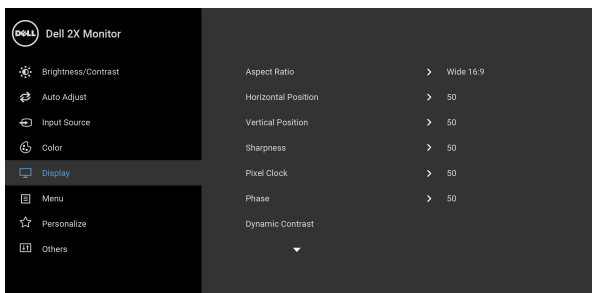 DELL Dell 2X Monitor
Brightness/Contrast
Auto Adjust
Input Source
Color
Display
Menu
Personalize
Others
Aspect Ratio Wide 16:9
Horizontal Position 50
Vertical Position 50
Sharpness 50
Pixel Clock 50
Phase 50
Dynamic Contrast